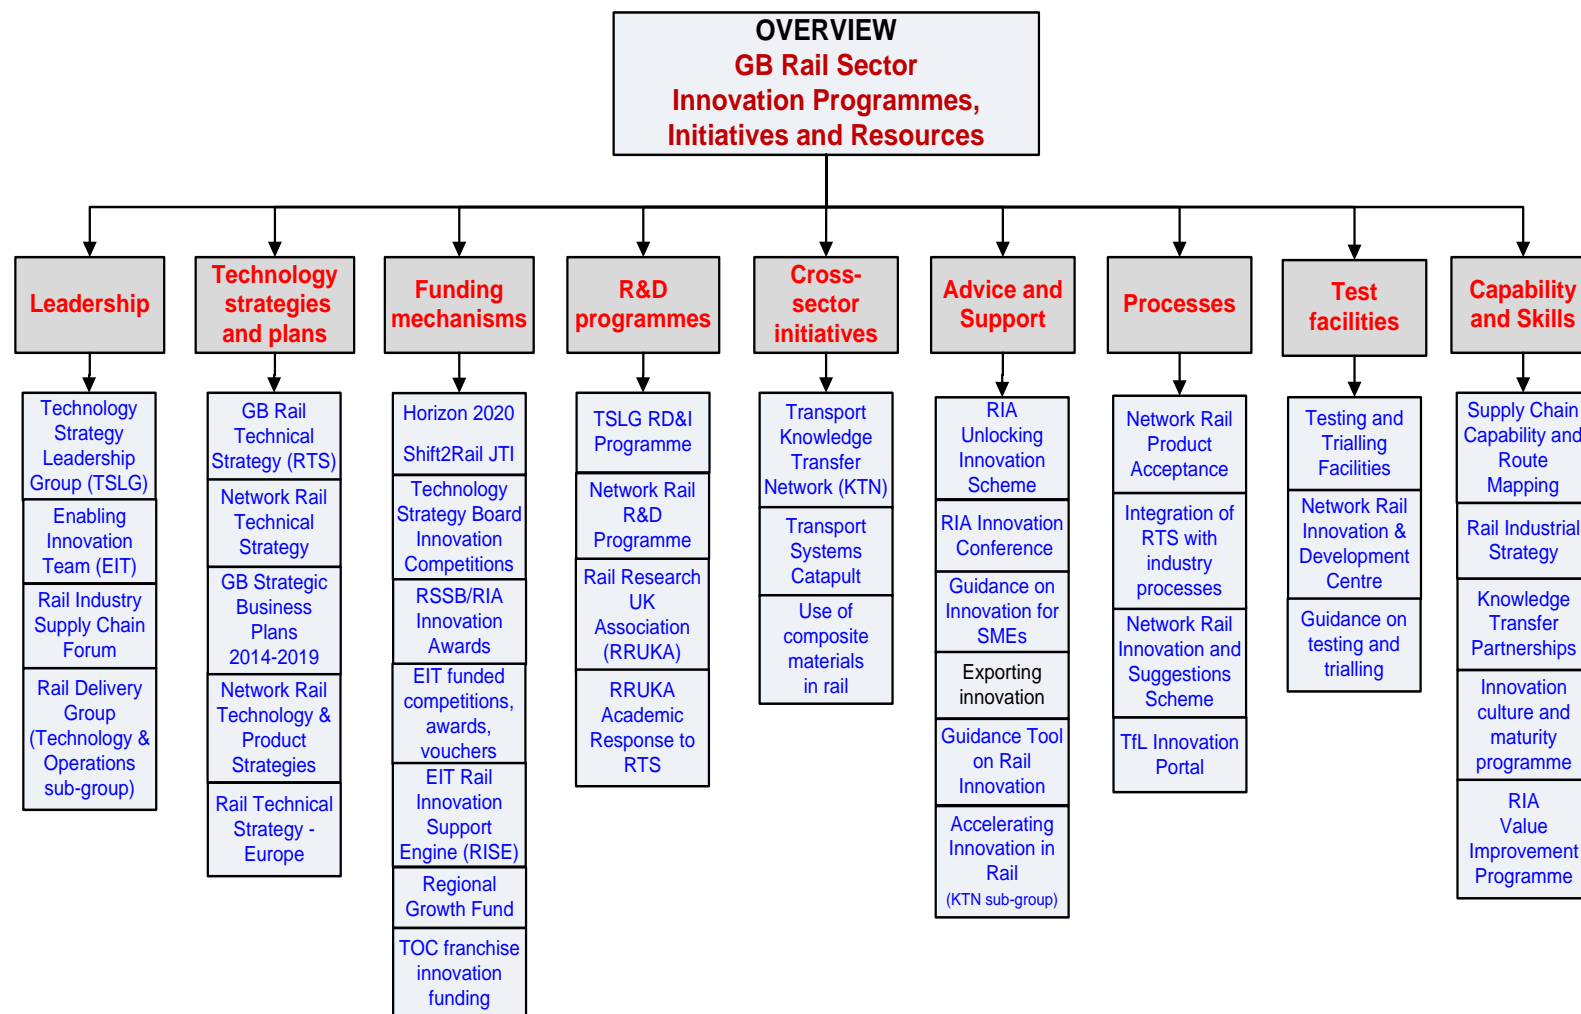 OVERVIEW
GB Rail Sector
Innovation Programmes,
Initiatives and Resources
Leadership
Technology
Strategy
Leadership
Group (TSLG)
Enabling
Innovation
Team (EIT)
Rail Industry
Supply Chain
Forum
Rail Delivery
Group
(Technology &
Operations
sub-group)
Technology
strategies
and plans
GB Rail
Technical
Strategy (RTS)
Network Rail
Technical
Strategy
GB Strategic
Business
Plans
2014-2019
Network Rail
Technology &
Product
Strategies
Rail Technical
Strategy -
Europe
Funding
mechanisms
Horizon 2020
Shift2Rail JTI
Technology
Strategy Board
Innovation
Competitions
RSSB/RIA
Innovation
Awards
EIT funded
competitions,
awards,
vouchers
EIT Rail
Innovation
Support
Engine (RISE)
Regional
Growth Fund
TOC franchise
innovation
funding
R&D
programmes
TSLG RD&I
Programme
Network Rail
R&D
Programme
Rail Research
UK
Association
(RRUKA)
RRUKA
Academic
Response to
RTS
Cross-
sector
initiatives
Transport
Knowledge
Transfer
Network (KTN)
Transport
Systems
Catapult
Use of
composite
materials
in rail
Advice and
Support
RIA
Unlocking
Innovation
Scheme
RIA Innovation
Conference
Guidance on
Innovation for
SMEs
Exporting
innovation
Guidance Tool
on Rail
Innovation
Accelerating
Innovation in
Rail
(KTN sub-group)
Processes
Network Rail
Product
Acceptance
Integration of
RTS with
industry
processes
Network Rail
Innovation and
Suggestions
Scheme
TfL Innovation
Portal
Test
facilities
Testing and
Trialling
Facilities
Network Rail
Innovation &
Development
Centre
Guidance on
testing and
trialling
Capability
and Skills
Supply Chain
Capability and
Route
Mapping
Rail Industrial
Strategy
Knowledge
Transfer
Partnerships
Innovation
culture and
maturity
programme
RIA
Value
Improvement
Programme